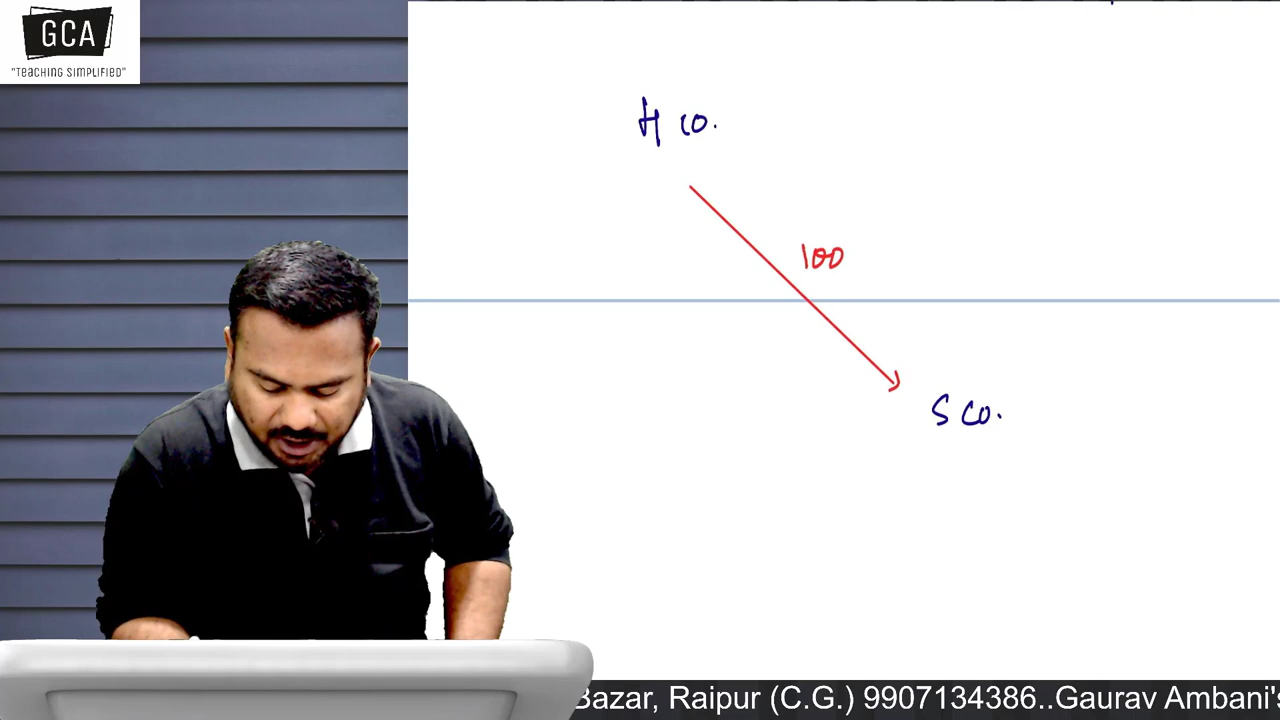 GCA
"TEACHING SIMPLIFIED"
H Co.
100
S Co.
Bazar, Raipur (C.G.) 9907134386..Gaurav Ambani's